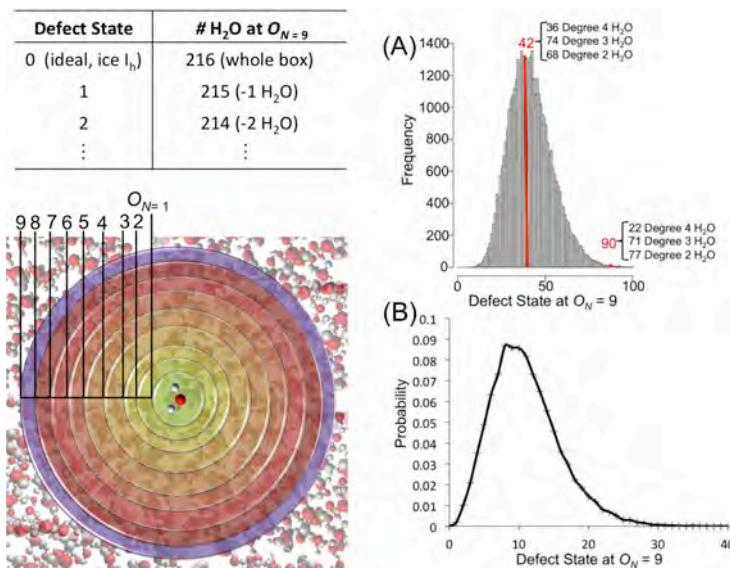 Defect State # H₂O at O_N = 9
0 (ideal, ice I_h) 216 (whole box)
1 215 (-1 H₂O)
2 214 (-2 H₂O)
⋮ ⋮
O_N= 1
9 8 7 6 5 4 3 2
(A)
42
36 Degree 4 H₂O
74 Degree 3 H₂O
68 Degree 2 H₂O
1400
1200
1000
800
600
400
200
0
Frequency
90
22 Degree 4 H₂O
71 Degree 3 H₂O
77 Degree 2 H₂O
0 50 100
Defect State at O_N = 9
(B)
0.1
0.09
0.08
0.07
0.06
0.05
0.04
0.03
0.02
0.01
0
Probability
0 10 20 30 40
Defect State at O_N = 9